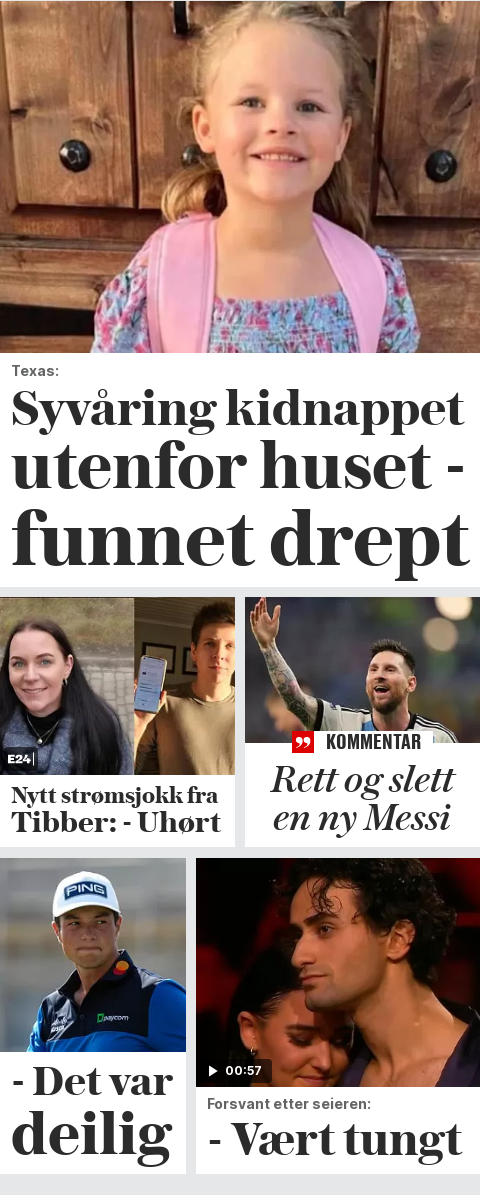 Texas:
Syvåring kidnappet
utenfor huset -
funnet drept
E24
Nytt strømsjokk fra
Tibber: - Uhørt
KOMMENTAR
Rett og slett
en ny Messi
PING
paycom
- Det var
deilig
00:57
Forsvant etter seieren:
- Vært tungt